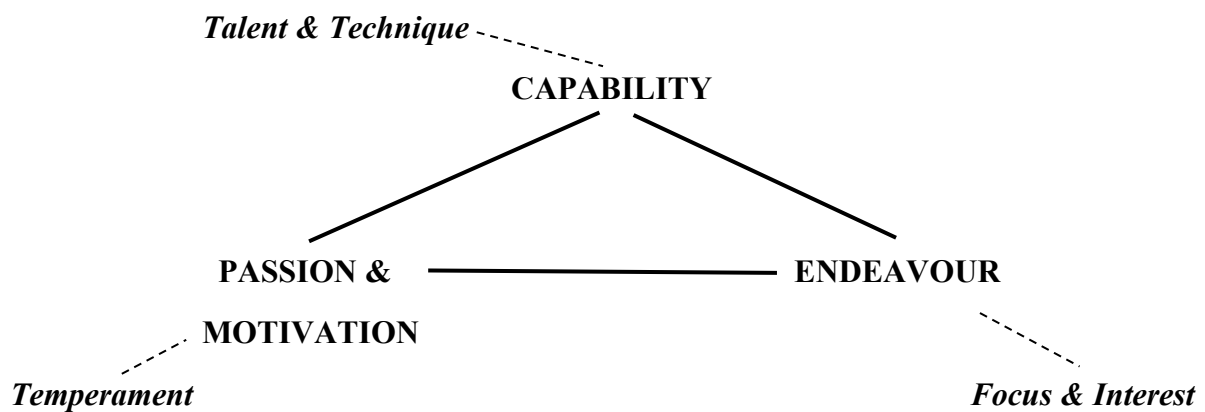 Talent & Technique
CAPABILITY
PASSION &
MOTIVATION
ENDEAVOUR
Temperament
Focus & Interest